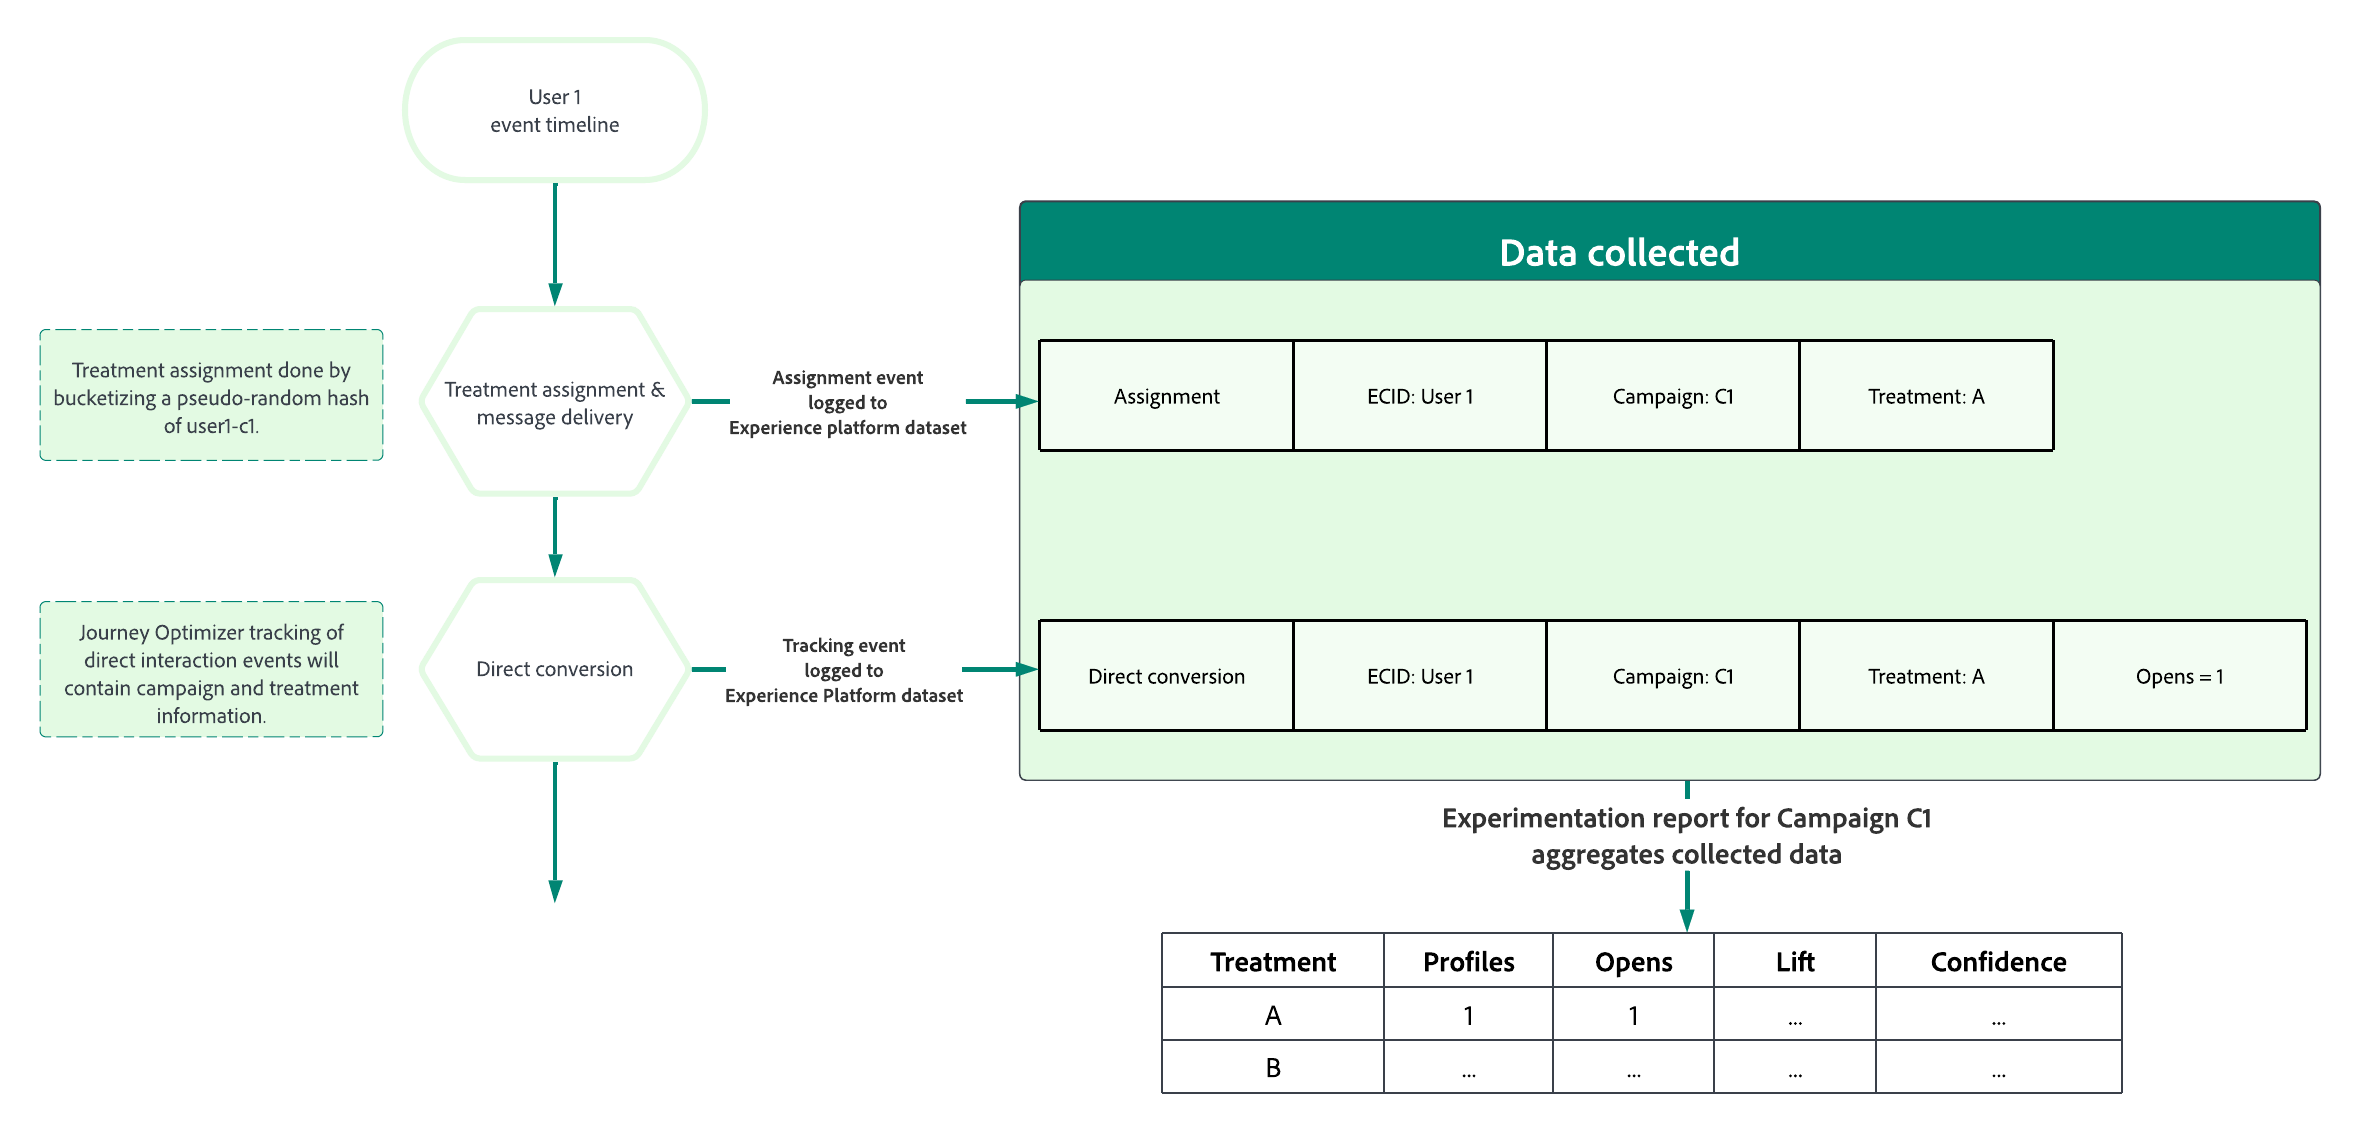 User 1
event timeline
Treatment assignment done by
bucketizing a pseudo-random hash
of user1-c1.
Treatment assignment &
message delivery
Assignment event
logged to
Experience platform dataset
Data collected
Assignment ECID: User 1 Campaign: C1 Treatment: A
Journey Optimizer tracking of
direct interaction events will
contain campaign and treatment
information.
Direct conversion
Tracking event
logged to
Experience Platform dataset
Direct conversion ECID: User 1 Campaign: C1 Treatment: A Opens = 1
Experimentation report for Campaign C1
aggregates collected data
Treatment Profiles Opens Lift Confidence
A 1 1 ... ...
B ... ... ... ...